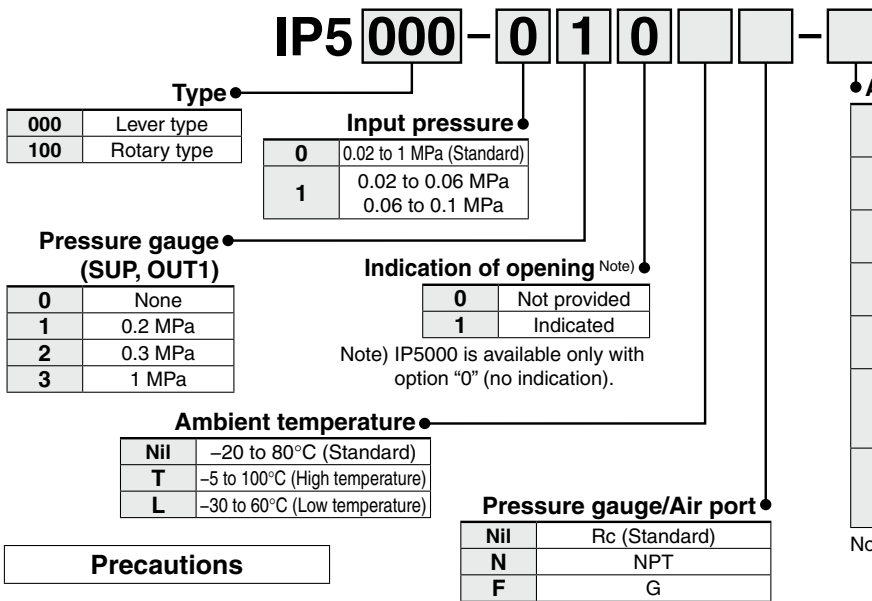 IP5 000 - 0 1 0 -
Type
000 Lever type
100 Rotary type
Input pressure
0 0.02 to 1 MPa (Standard)
1 0.02 to 0.06 MPa
0.06 to 0.1 MPa
Pressure gauge
(SUP, OUT1)
0 None
1 0.2 MPa
2 0.3 MPa
3 1 MPa
Indication of opening Note)
0 Not provided
1 Indicated
Note) IP5000 is available only with
option “0” (no indication).
Ambient temperature
Nil –20 to 80°C (Standard)
T –5 to 100°C (High temperature)
L –30 to 60°C (Low temperature)
Pressure gauge/Air port
Nil Rc (Standard)
N NPT
F G
Precautions